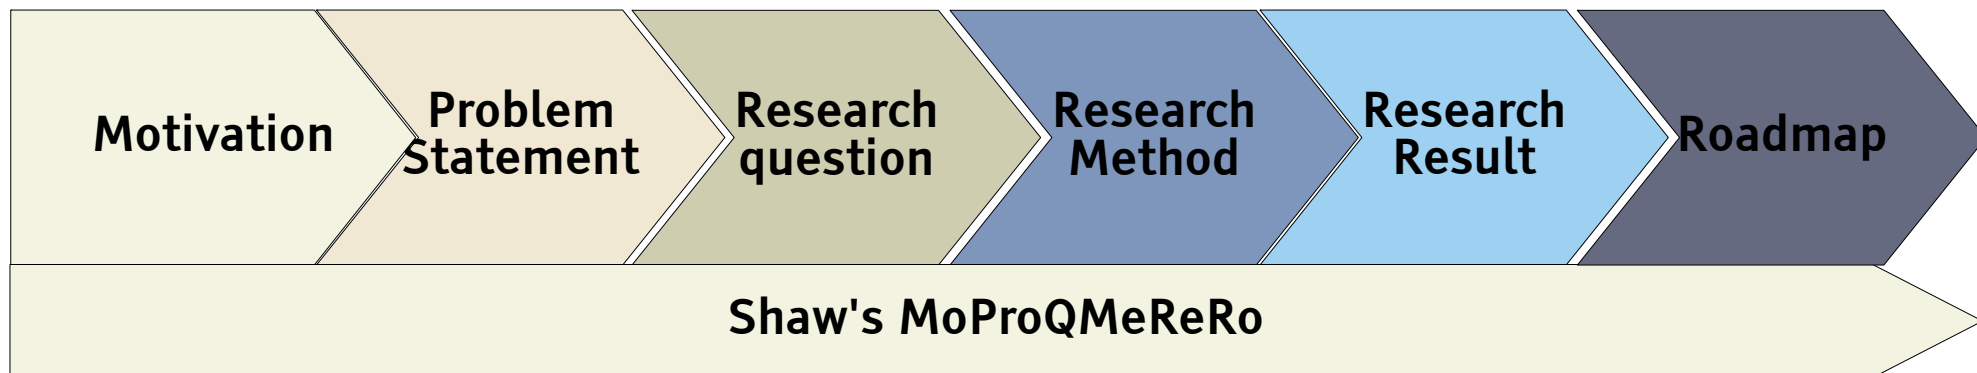 Motivation
Problem
Statement
Research
question
Research
Method
Research
Result
Roadmap
Shaw's MoProQMeReRo